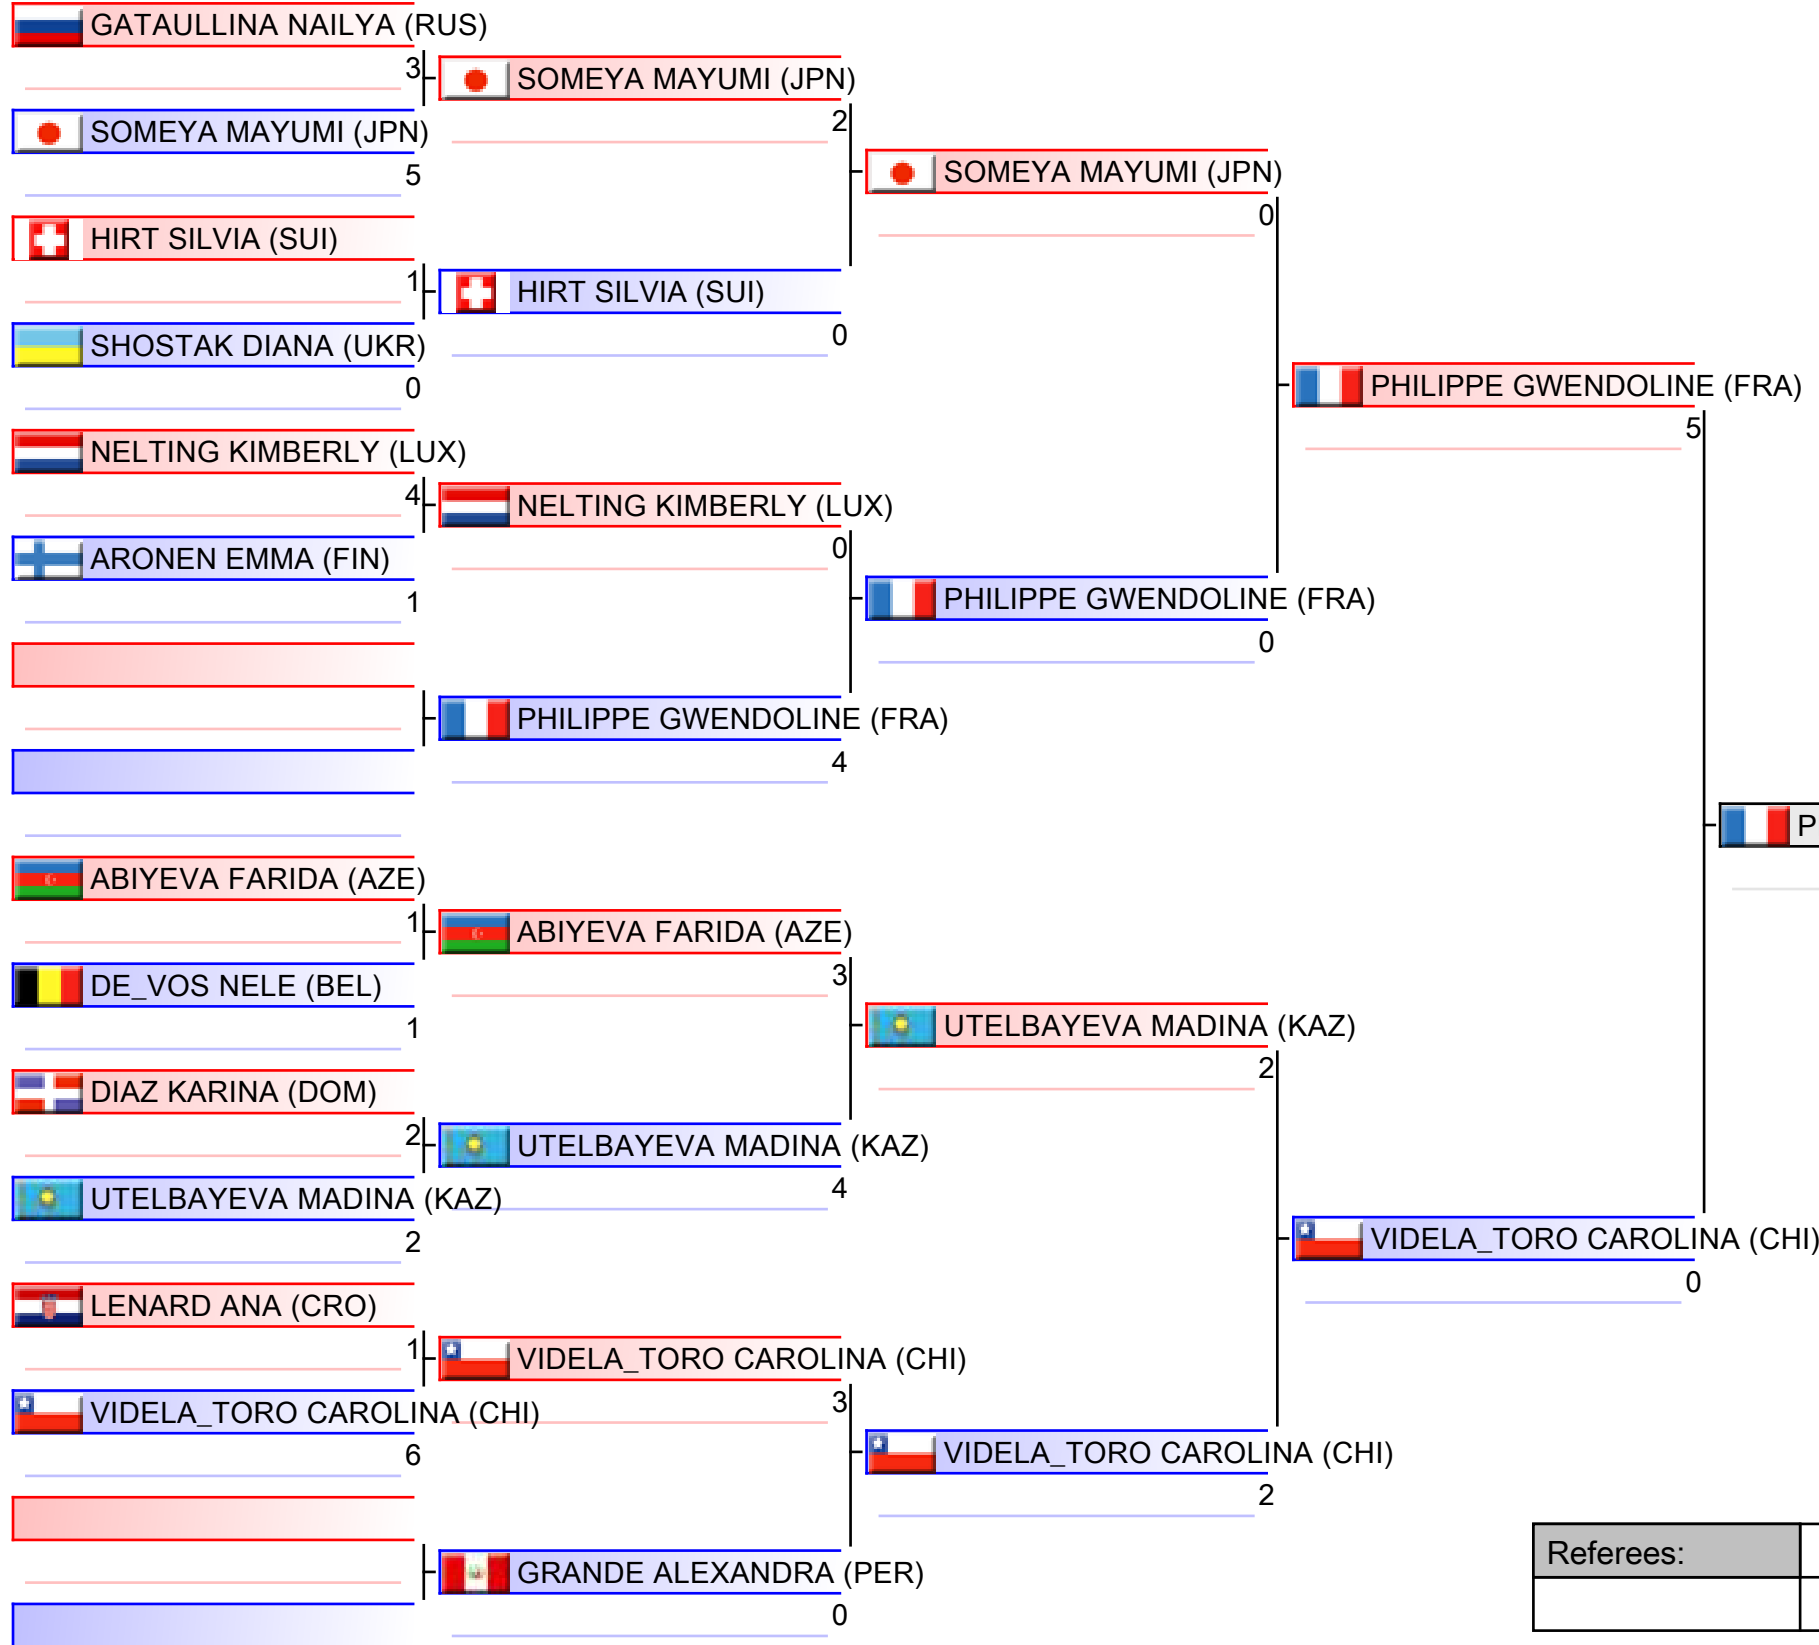 GATAULLINA NAILYA (RUS)
3
SOMEYA MAYUMI (JPN)
5
HIRT SILVIA (SUI)
1
SHOSTAK DIANA (UKR)
0
NELTING KIMBERLY (LUX)
4
ARONEN EMMA (FIN)
1
ABIYEVA FARIDA (AZE)
1
DE_VOS NELE (BEL)
1
DIAZ KARINA (DOM)
2
UTELBAYEVA MADINA (KAZ)
2
LENARD ANA (CRO)
1
VIDELA_TORO CAROLINA (CHI)
6
SOMEYA MAYUMI (JPN)
2
HIRT SILVIA (SUI)
0
NELTING KIMBERLY (LUX)
0
PHILIPPE GWENDOLINE (FRA)
4
ABIYEVA FARIDA (AZE)
3
UTELBAYEVA MADINA (KAZ)
4
VIDELA_TORO CAROLINA (CHI)
3
GRANDE ALEXANDRA (PER)
0
SOMEYA MAYUMI (JPN)
0
PHILIPPE GWENDOLINE (FRA)
0
UTELBAYEVA MADINA (KAZ)
2
VIDELA_TORO CAROLINA (CHI)
2
PHILIPPE GWENDOLINE (FRA)
5
VIDELA_TORO CAROLINA (CHI)
0
P
Referees: